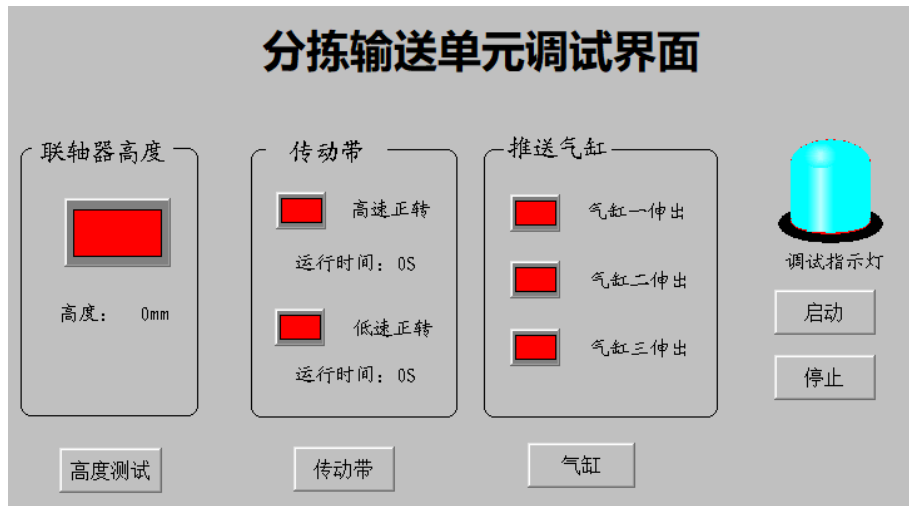 分拣输送单元调试界面
联轴器高度
高度： 0mm
高度测试
传动带
高速正转
运行时间：0S
低速正转
运行时间：0S
传动带
推送气缸
气缸一伸出
气缸二伸出
气缸三伸出
气缸
调试指示灯
启动
停止